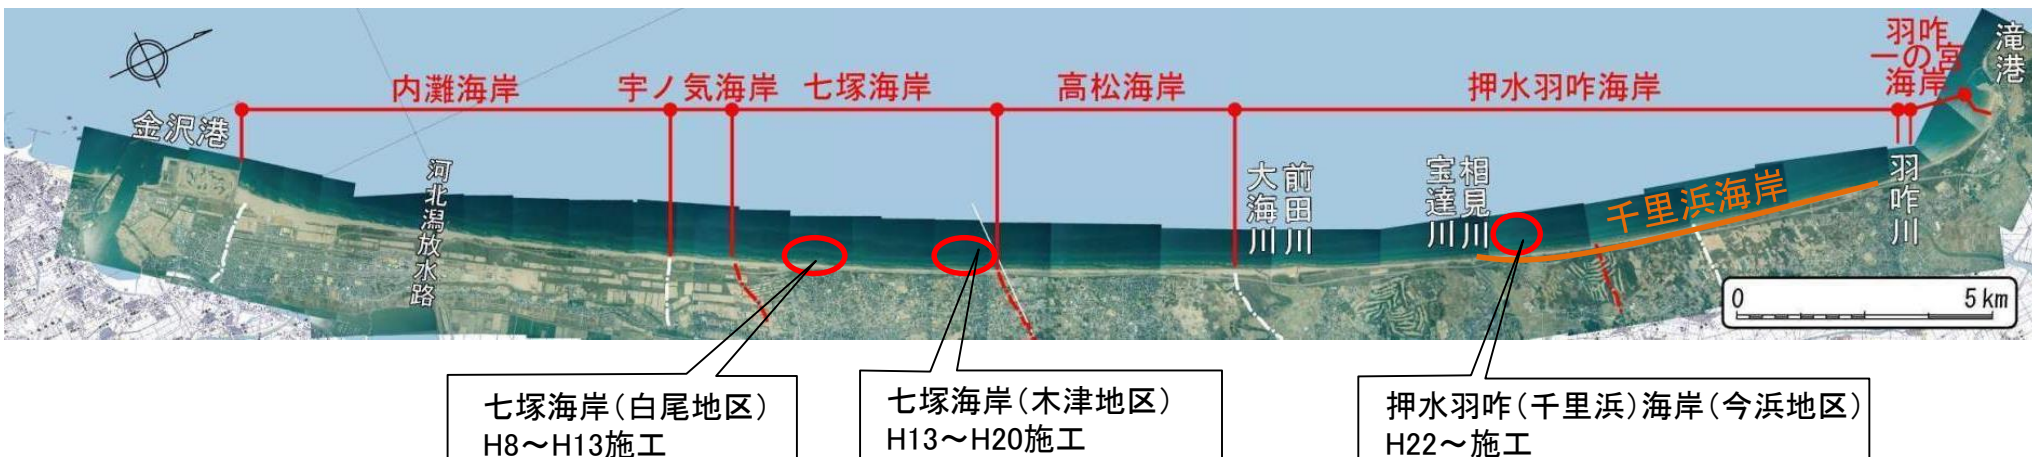 内灘海岸
宇ノ気海岸
七塚海岸
高松海岸
押水羽咋海岸
羽咋
一の宮
海岸
滝港
金沢港
河北潟放水路
大海川
前田川
宝達川
相見川
千里浜海岸
羽咋川
0 5km
七塚海岸(白尾地区)
H8～H13施工
七塚海岸(木津地区)
H13～H20施工
押水羽咋(千里浜)海岸(今浜地区)
H22～施工